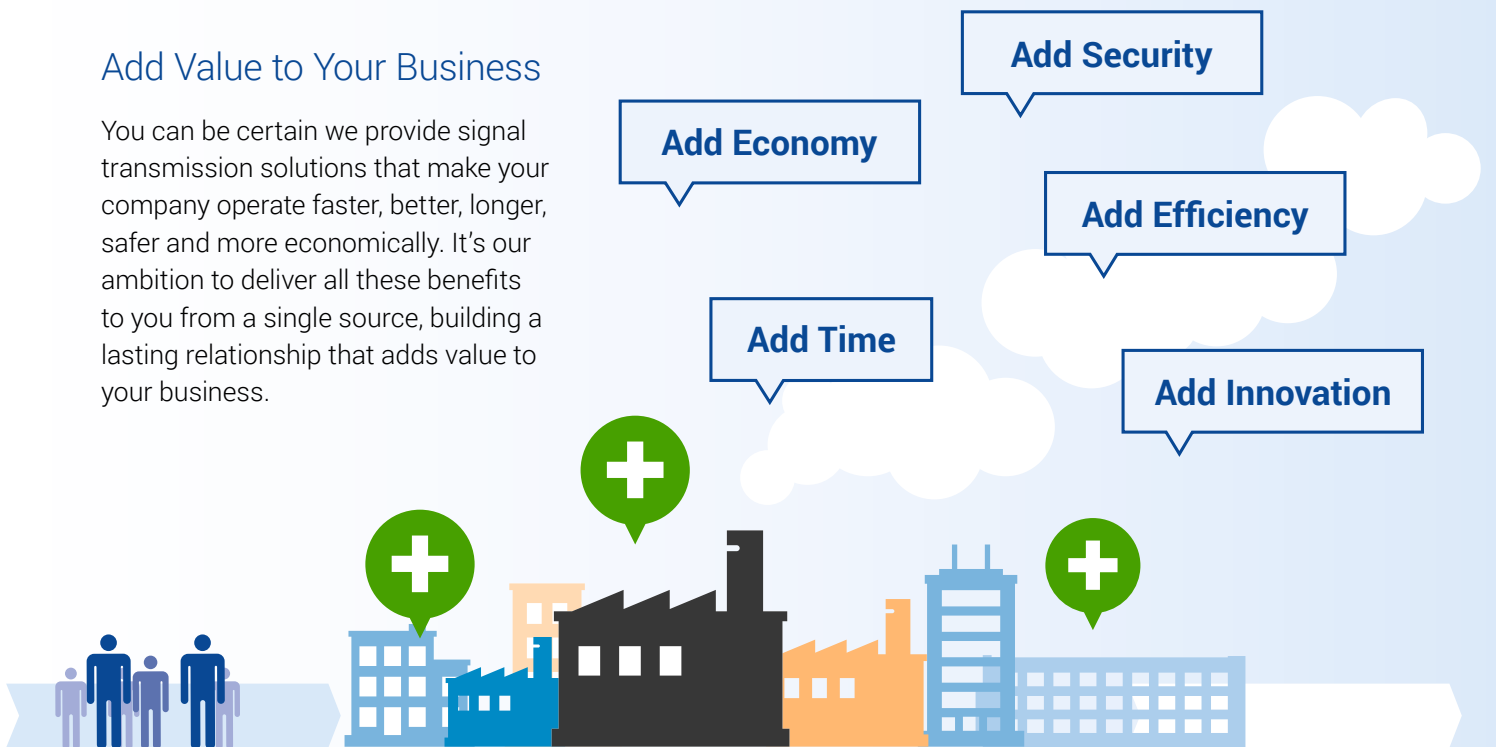 Add Value to Your Business
You can be certain we provide signal
transmission solutions that make your
company operate faster, better, longer,
safer and more economically. It's our
ambition to deliver all these benefits
to you from a single source, building a
lasting relationship that adds value to
your business.
Add Security
Add Economy
Add Efficiency
Add Time
Add Innovation